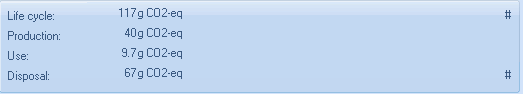 Life cycle: 117g CO2-eq #
Production: 40g CO2-eq
Use: 9.7g CO2-eq
Disposal: 67g CO2-eq #